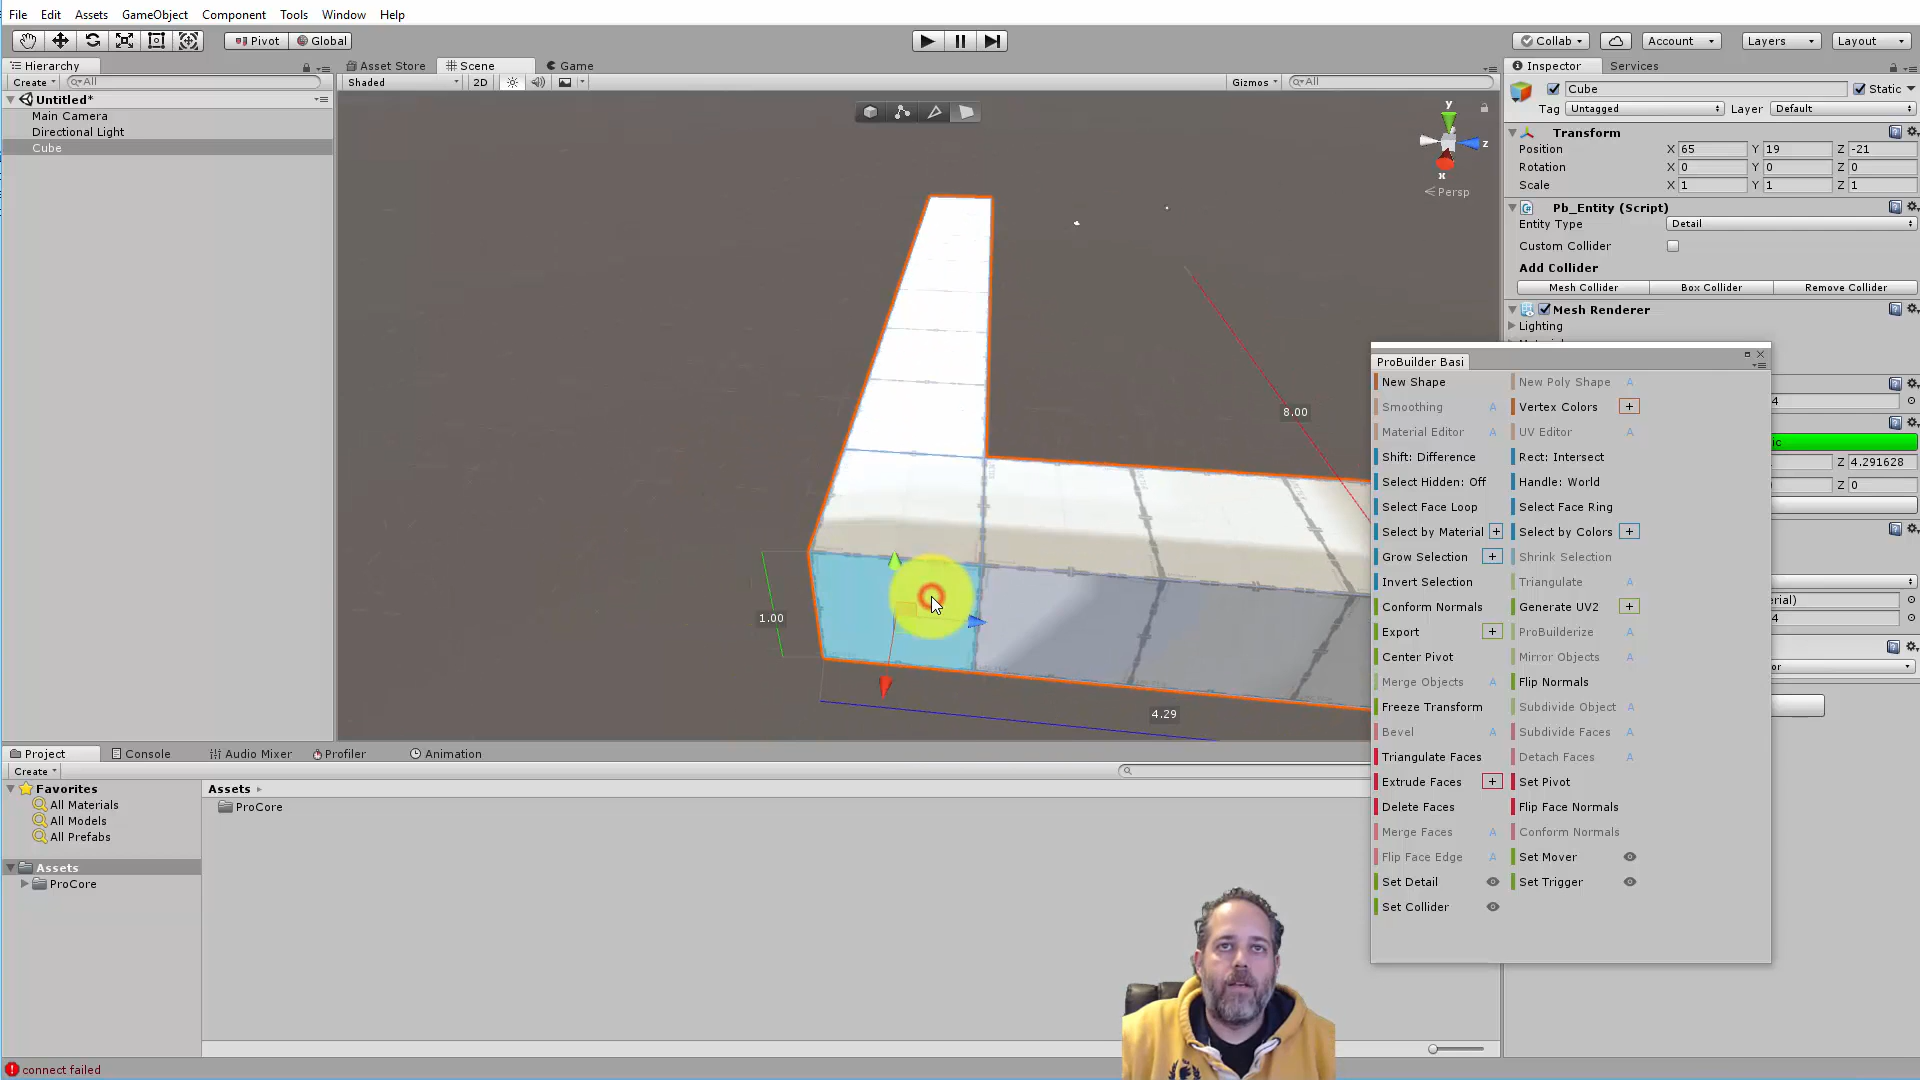 File Edit Assets GameObject Component Tools Window Help
Pivot Global Collab Account Layers Layout
Hierarchy Asset Store Scene Game Inspector Services
Create All Shaded 2D Gizmos All Cube Static
Untitled* Tag Untagged Layer Default
Main Camera
Directional Light
Cube
y z x
Persp
Transform
Position X 65 Y 19 Z -21
Rotation X 0 Y 0 Z 0
Scale X 1 Y 1 Z 1
Pb_Entity (Script)
Entity Type Detail
Custom Collider
Add Collider
Mesh Collider Box Collider Remove Collider
Mesh Renderer
Lighting
8.00
1.00
4.29
ProBuilder Basi
New Shape New Poly Shape A
Smoothing A Vertex Colors +
Material Editor A UV Editor A
Shift: Difference Rect: Intersect
Select Hidden: Off Handle: World
Select Face Loop Select Face Ring
Select by Material + Select by Colors +
Grow Selection + Shrink Selection
Invert Selection Triangulate A
Conform Normals Generate UV2 +
Export + ProBuilderize A
Center Pivot Mirror Objects A
Merge Objects A Flip Normals
Freeze Transform Subdivide Object A
Bevel A Subdivide Faces A
Triangulate Faces Detach Faces A
Extrude Faces + Set Pivot
Delete Faces Flip Face Normals
Merge Faces A Conform Normals
Flip Face Edge A Set Mover
Set Detail Set Trigger
Set Collider
4
ic
Z 4.291628
Z 0
erial)
4
or
Project Console Audio Mixer Profiler Animation
Create
Favorites
All Materials
All Models
All Prefabs
Assets
ProCore
Assets
ProCore
connect failed